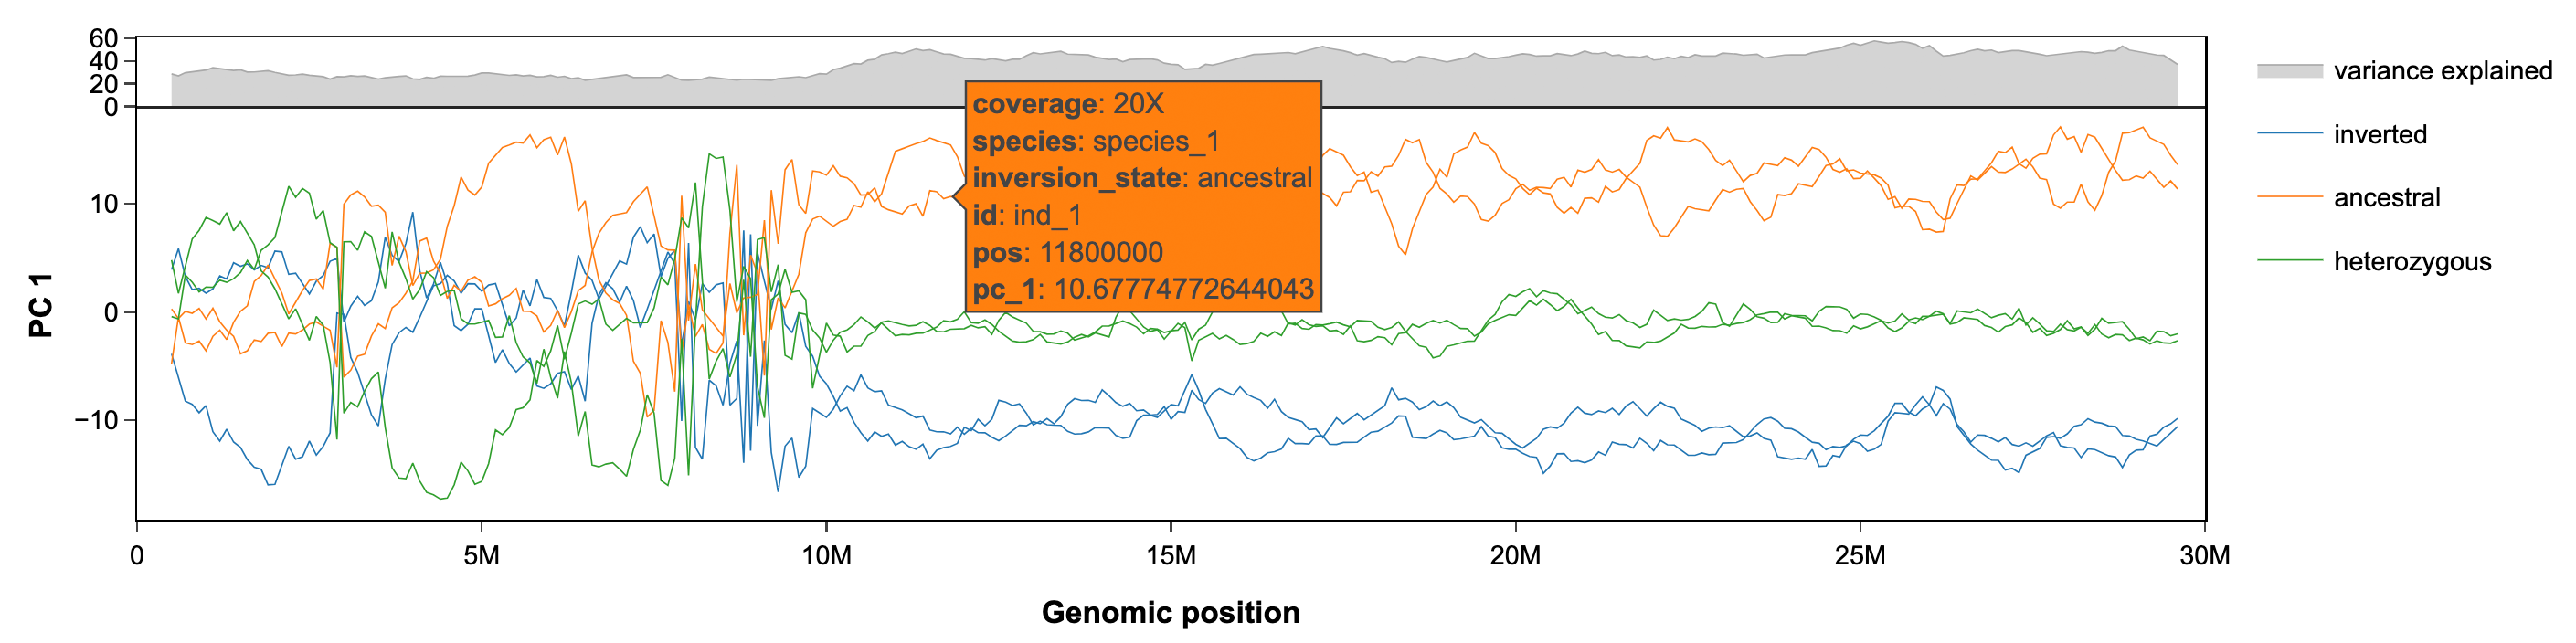 60
40
20
0
variance explained
inverted
ancestral
heterozygous
coverage: 20X
species: species_1
inversion_state: ancestral
id: ind_1
pos: 11800000
pc_1: 10.67774772644043
PC 1
10
0
−10
0 5M 10M 15M 20M 25M 30M
Genomic position